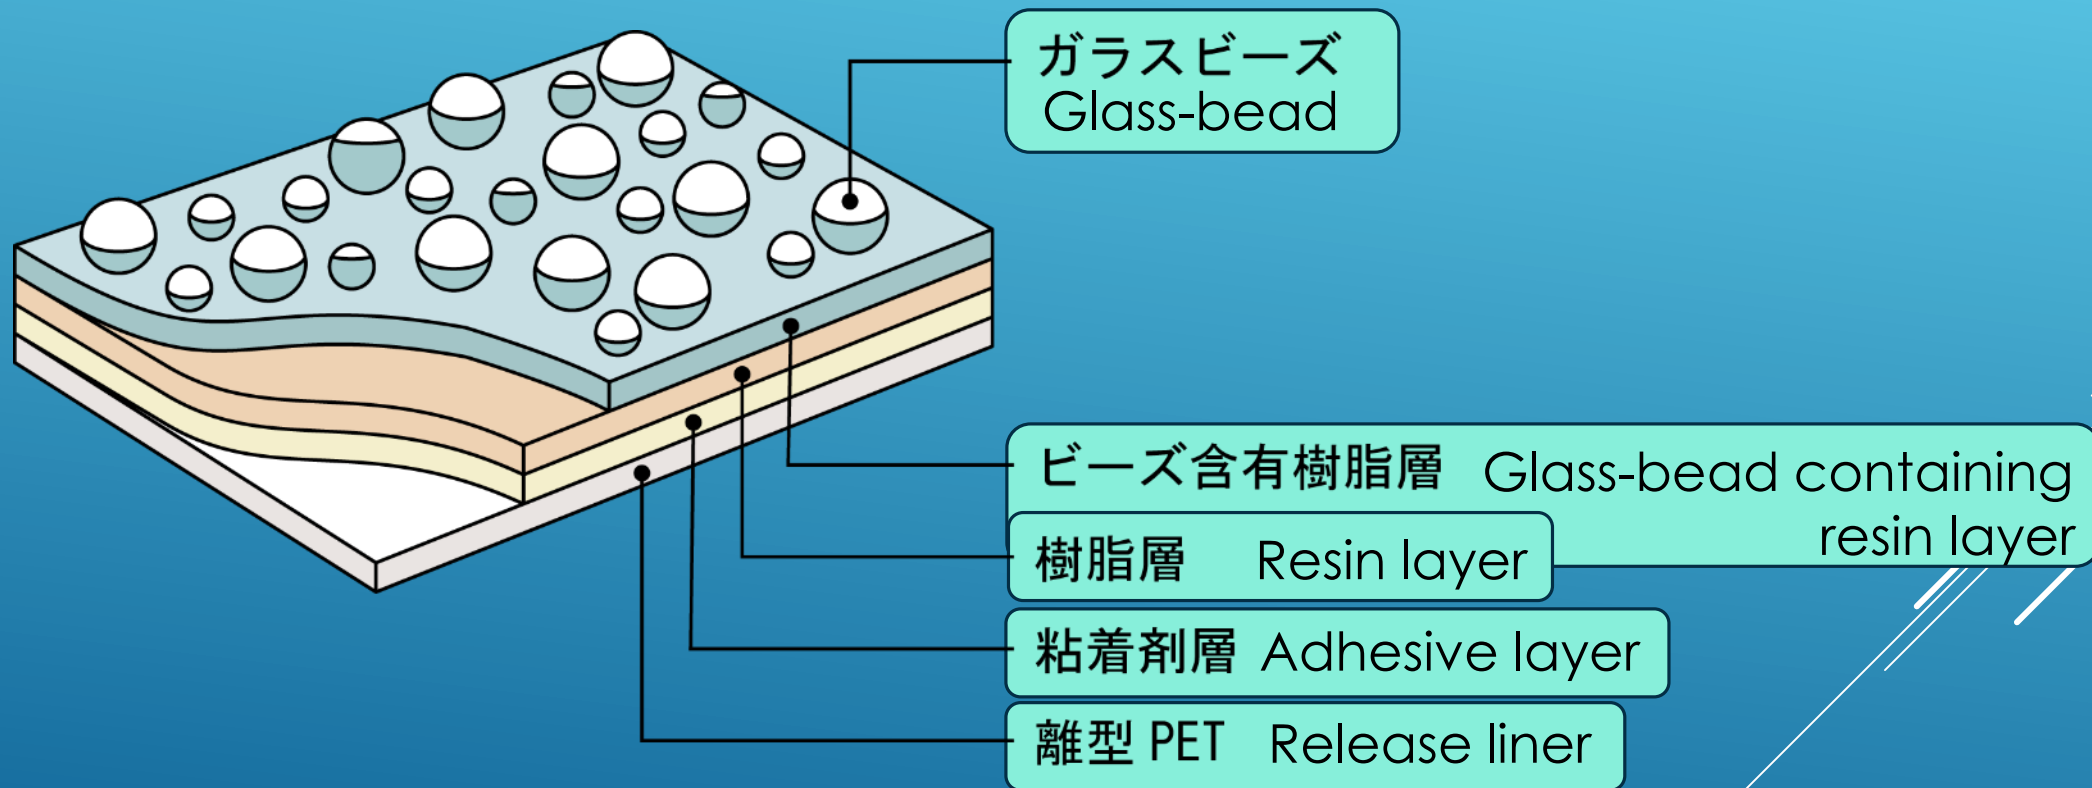 ガラスビーズ
Glass-bead
ビーズ含有樹脂層 Glass-bead containing
resin layer
樹脂層 Resin layer
粘着剤層 Adhesive layer
離型 PET Release liner